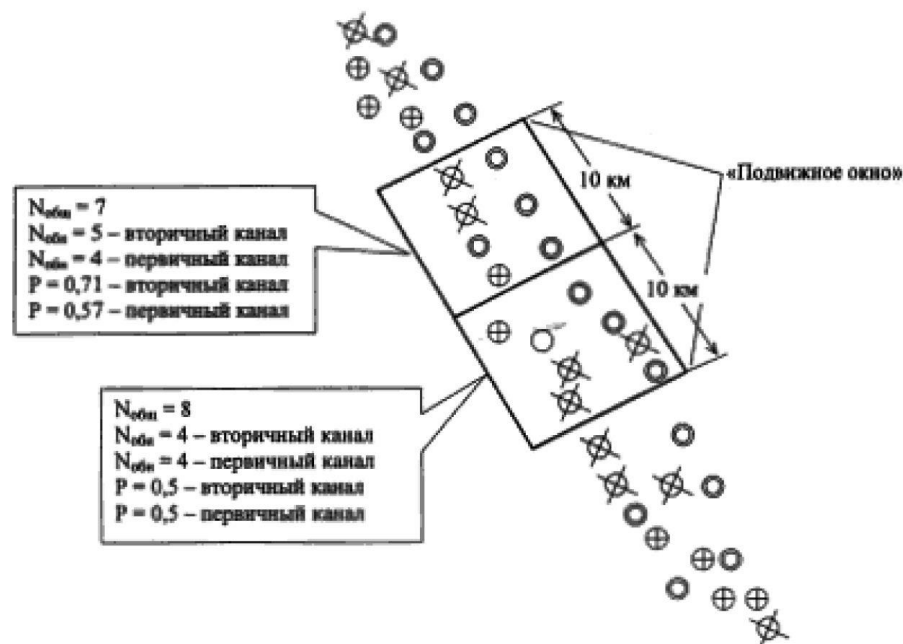 10 км
«Подвижное окно»
Nобщ = 7
Nобн = 5 – вторичный канал
Nобн = 4 – первичный канал
P = 0,71 – вторичный канал
P = 0,57 – первичный канал
10 км
Nобщ = 8
Nобн = 4 – вторичный канал
Nобн = 4 – первичный канал
P = 0,5 – вторичный канал
P = 0,5 – первичный канал